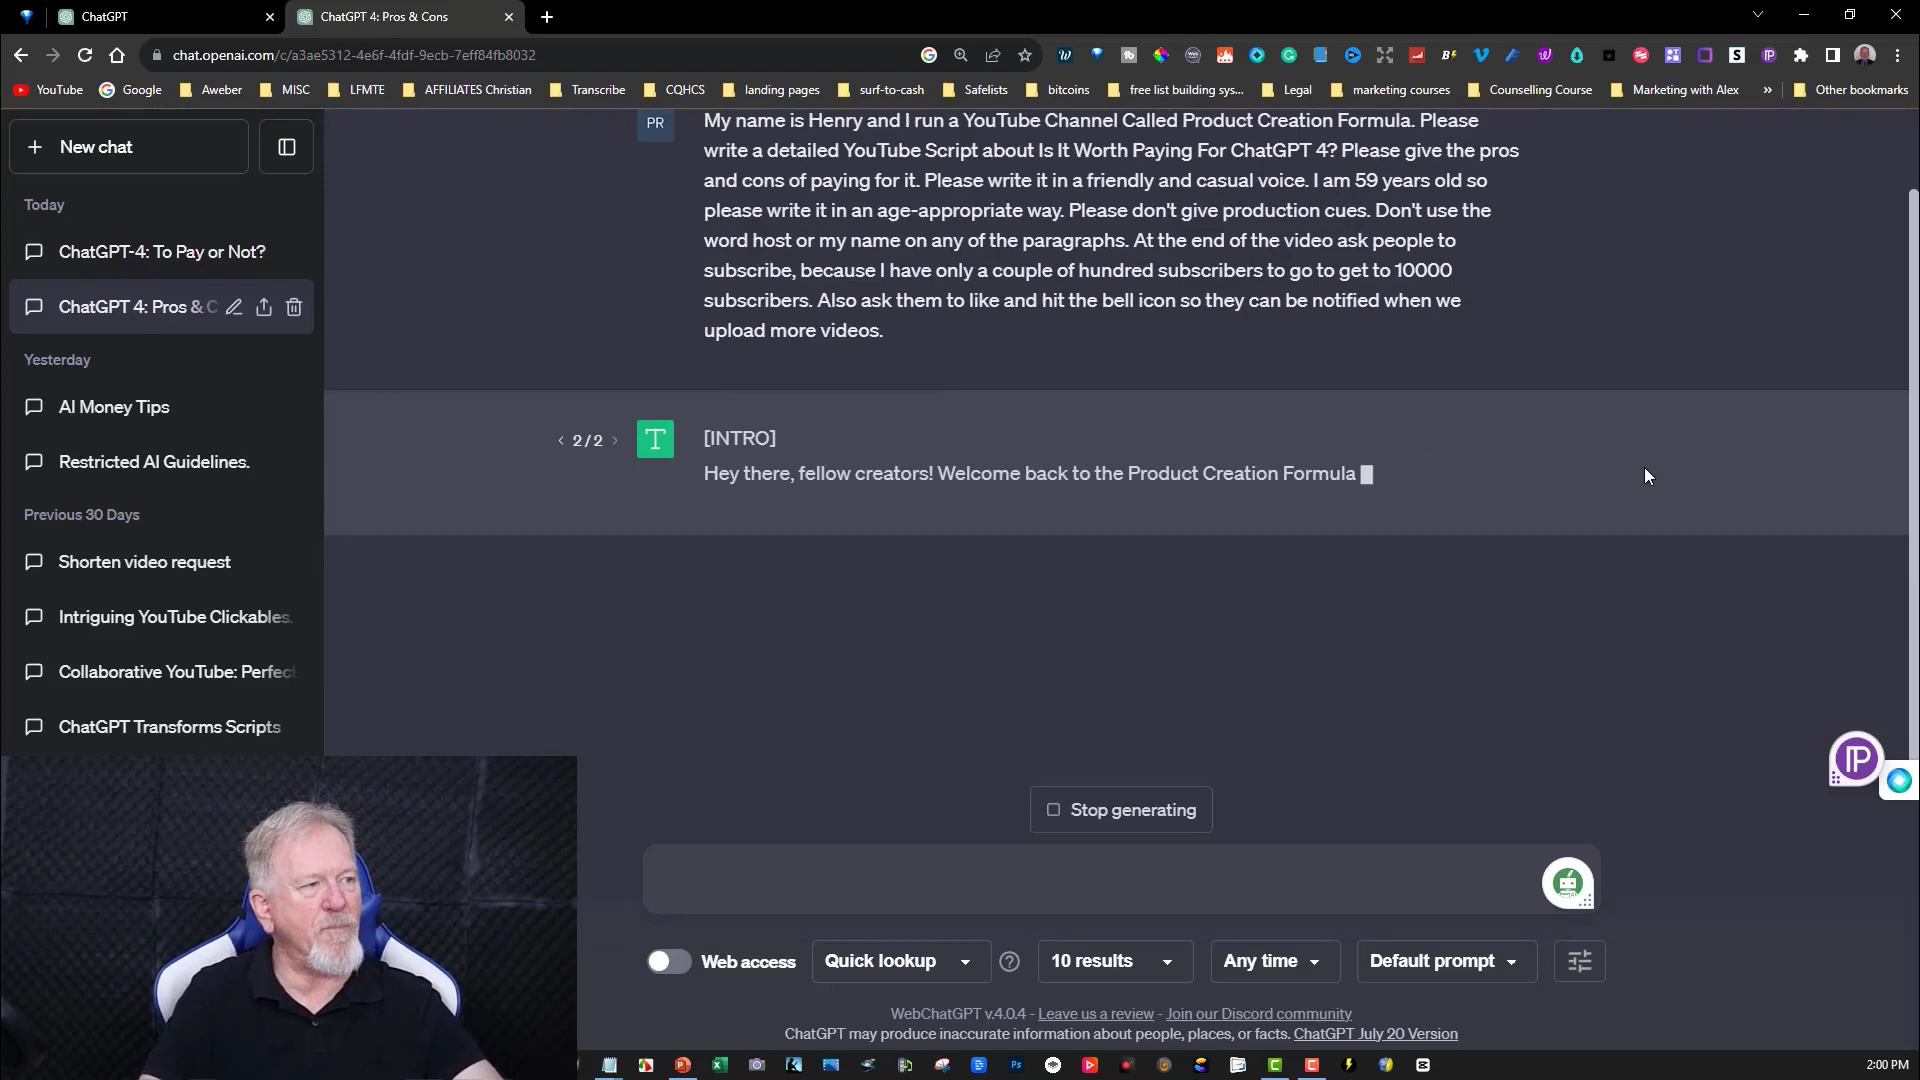 ChatGPT
ChatGPT 4: Pros & Cons
chat.openai.com/c/a3ae5312-4e6f-4fdf-9ecb-7eff84fb8032
YouTube
Google
Aweber
MISC
LFMTE
AFFILIATES Christian
Transcribe
CQHCS
landing pages
surf-to-cash
Safelists
bitcoins
free list building sys...
Legal
marketing courses
Counselling Course
Marketing with Alex
»
Other bookmarks
+ New chat
Today
ChatGPT-4: To Pay or Not?
ChatGPT 4: Pros & C
Yesterday
AI Money Tips
Restricted AI Guidelines.
Previous 30 Days
Shorten video request
Intriguing YouTube Clickables.
Collaborative YouTube: Perfect
ChatGPT Transforms Scripts
PR
My name is Henry and I run a YouTube Channel Called Product Creation Formula. Please
write a detailed YouTube Script about Is It Worth Paying For ChatGPT 4? Please give the pros
and cons of paying for it. Please write it in a friendly and casual voice. I am 59 years old so
please write it in an age-appropriate way. Please don't give production cues. Don't use the
word host or my name on any of the paragraphs. At the end of the video ask people to
subscribe, because I have only a couple of hundred subscribers to go to get to 10000
subscribers. Also ask them to like and hit the bell icon so they can be notified when we
upload more videos.
< 2/2 >
T
[INTRO]
Hey there, fellow creators! Welcome back to the Product Creation Formula
Stop generating
Web access
Quick lookup
10 results
Any time
Default prompt
WebChatGPT v.4.0.4 - Leave us a review - Join our Discord community
ChatGPT may produce inaccurate information about people, places, or facts. ChatGPT July 20 Version
2:00 PM